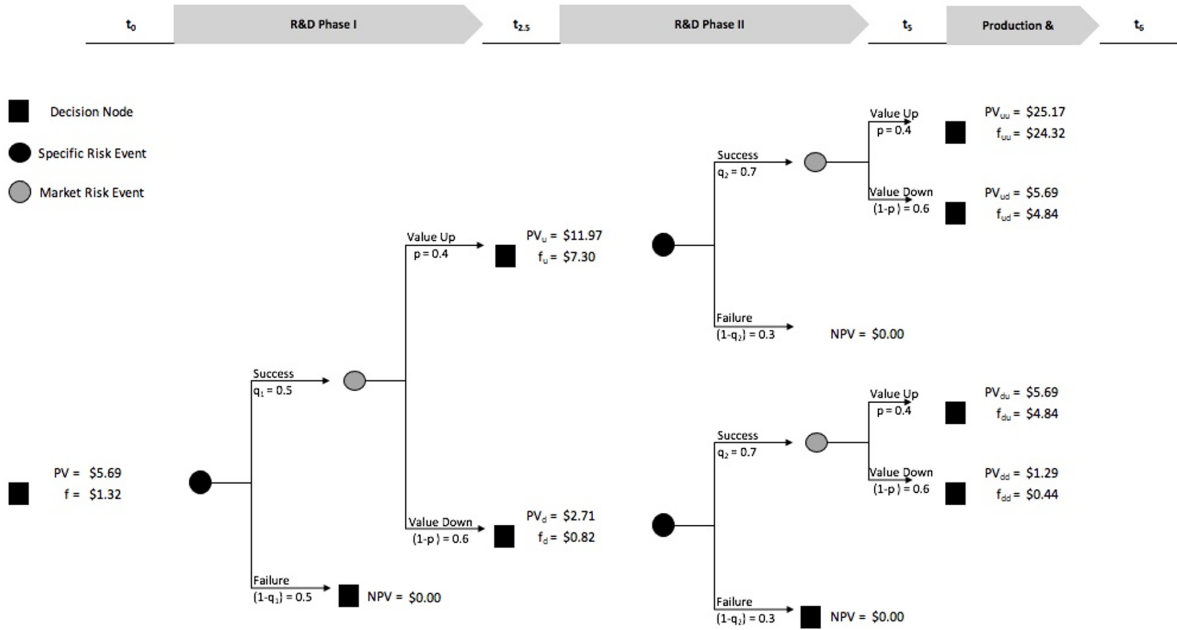 t0 R&D Phase I t2.5 R&D Phase II t5 Production & t6
Decision Node
Specific Risk Event
Market Risk Event
Value Up
p = 0.4
PVuu = $25.17
fuu = $24.32
Success
q2 = 0.7
Value Down
(1-p) = 0.6
PVud = $5.69
fud = $4.84
Value Up
p = 0.4
PVu = $11.97
fu = $7.30
Failure
(1-q2) = 0.3
NPV = $0.00
Success
q1 = 0.5
Value Up
p = 0.4
PVdu = $5.69
fdu = $4.84
Success
q2 = 0.7
PV = $5.69
f = $1.32
Value Down
(1-p) = 0.6
PVdd = $1.29
fdd = $0.44
Value Down
(1-p) = 0.6
PVd = $2.71
fd = $0.82
Failure
(1-q1) = 0.5
NPV = $0.00
Failure
(1-q2) = 0.3
NPV = $0.00